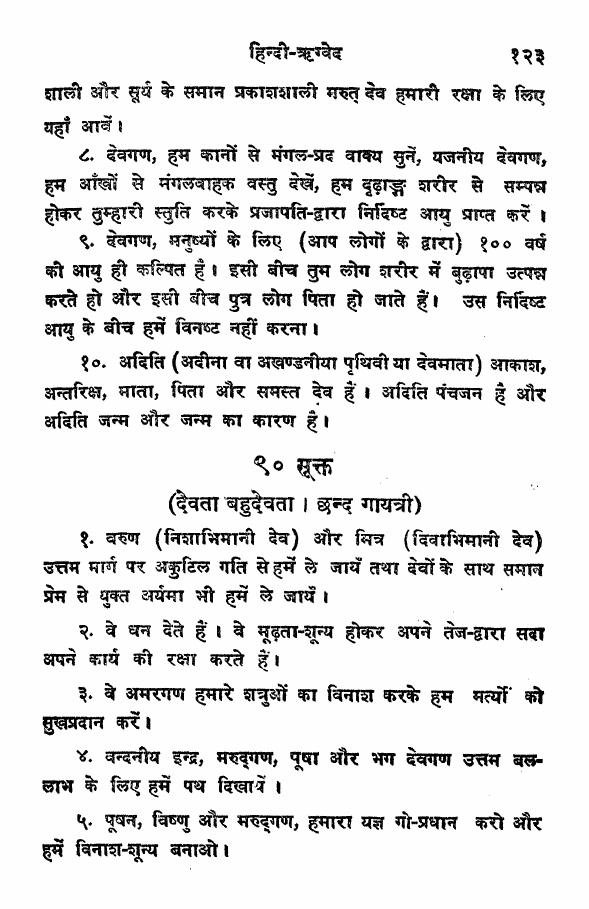 हिन्दी-ऋग्वेद १२३
शाली और सूर्य के समान प्रकाशशाली मरुत् देव हमारी रक्षा के लिए
यहाँ आवें।
८. देवगण, हम कानों से मंगल-प्रद वाक्य सुनें, यजनीय देवगण,
हम आँखों से मंगलवाहक वस्तु देखें, हम दृढ़ाङ्ग शरीर से सम्पन्न
होकर तुम्हारी स्तुति करके प्रजापति-द्वारा निर्दिष्ट आयु प्राप्त करें ।
९. देवगण, मनुष्यों के लिए (आप लोगों के द्वारा) १०० वर्ष
की आयु ही कल्पित है। इसी बीच तुम लोग शरीर में बुढ़ापा उत्पन्न
करते हो और इसी बीच पुत्र लोग पिता हो जाते हैं। उस निर्दिष्ट
आयु के बीच हमें विनष्ट नहीं करना।
१०. अदिति (अदीना वा अखण्डनीया पृथिवी या देवमाता) आकाश,
अन्तरिक्ष, माता, पिता और समस्त देव हैं । अदिति पंचजन है और
अदिति जन्म और जन्म का कारण है।
९० सूक्त
(देवता बहुदेवता । छन्द गायत्री)
१. वरुण (निशाभिमानी देव) और मित्र (दिवाभिमानी देव)
उत्तम मार्ग पर अकुटिल गति से हमें ले जायँ तथा देवों के साथ समान
प्रेम से युक्त अर्यमा भी हमें ले जायँ ।
२. वे धन देते हैं । वे मूढ़ता-शून्य होकर अपने तेज-द्वारा सदा
अपने कार्य की रक्षा करते हैं।
३. वे अमरगण हमारे शत्रुओं का विनाश करके हम मर्त्यों को
सुखप्रदान करें।
४. वन्दनीय इन्द्र, मरुद्गण, पूषा और भग देवगण उत्तम बल-
लाभ के लिए हमें पथ दिखायें ।
५. पूषन, विष्णु और मरुद्गण, हमारा यज्ञ गो-प्रधान करो और
हमें विनाश-शून्य बनाओ।